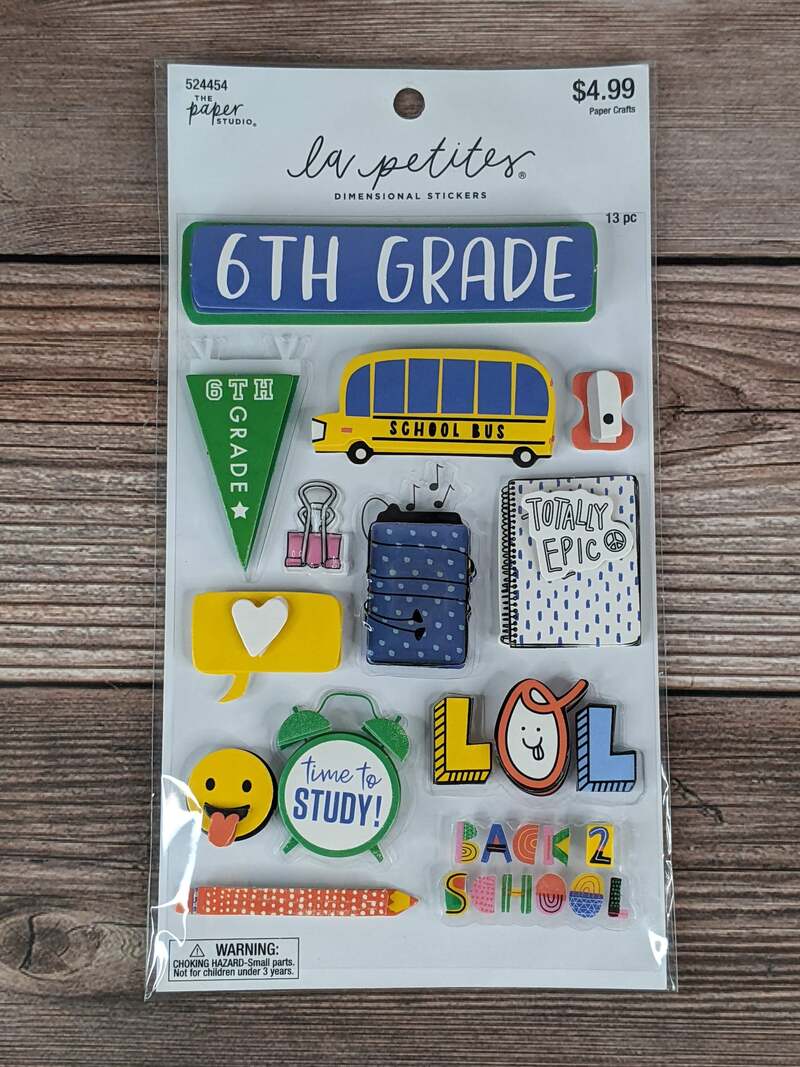 524454
THE
paper
STUDIO®
$4.99
Paper Crafts
la petites®
DIMENSIONAL STICKERS
13 pc
6TH GRADE
6TH
GRADE
SCHOOL BUS
TOTALLY
EPIC
time to
STUDY!
LOL
BACK 2
SCHOOL
WARNING:
CHOKING HAZARD-Small parts.
Not for children under 3 years.